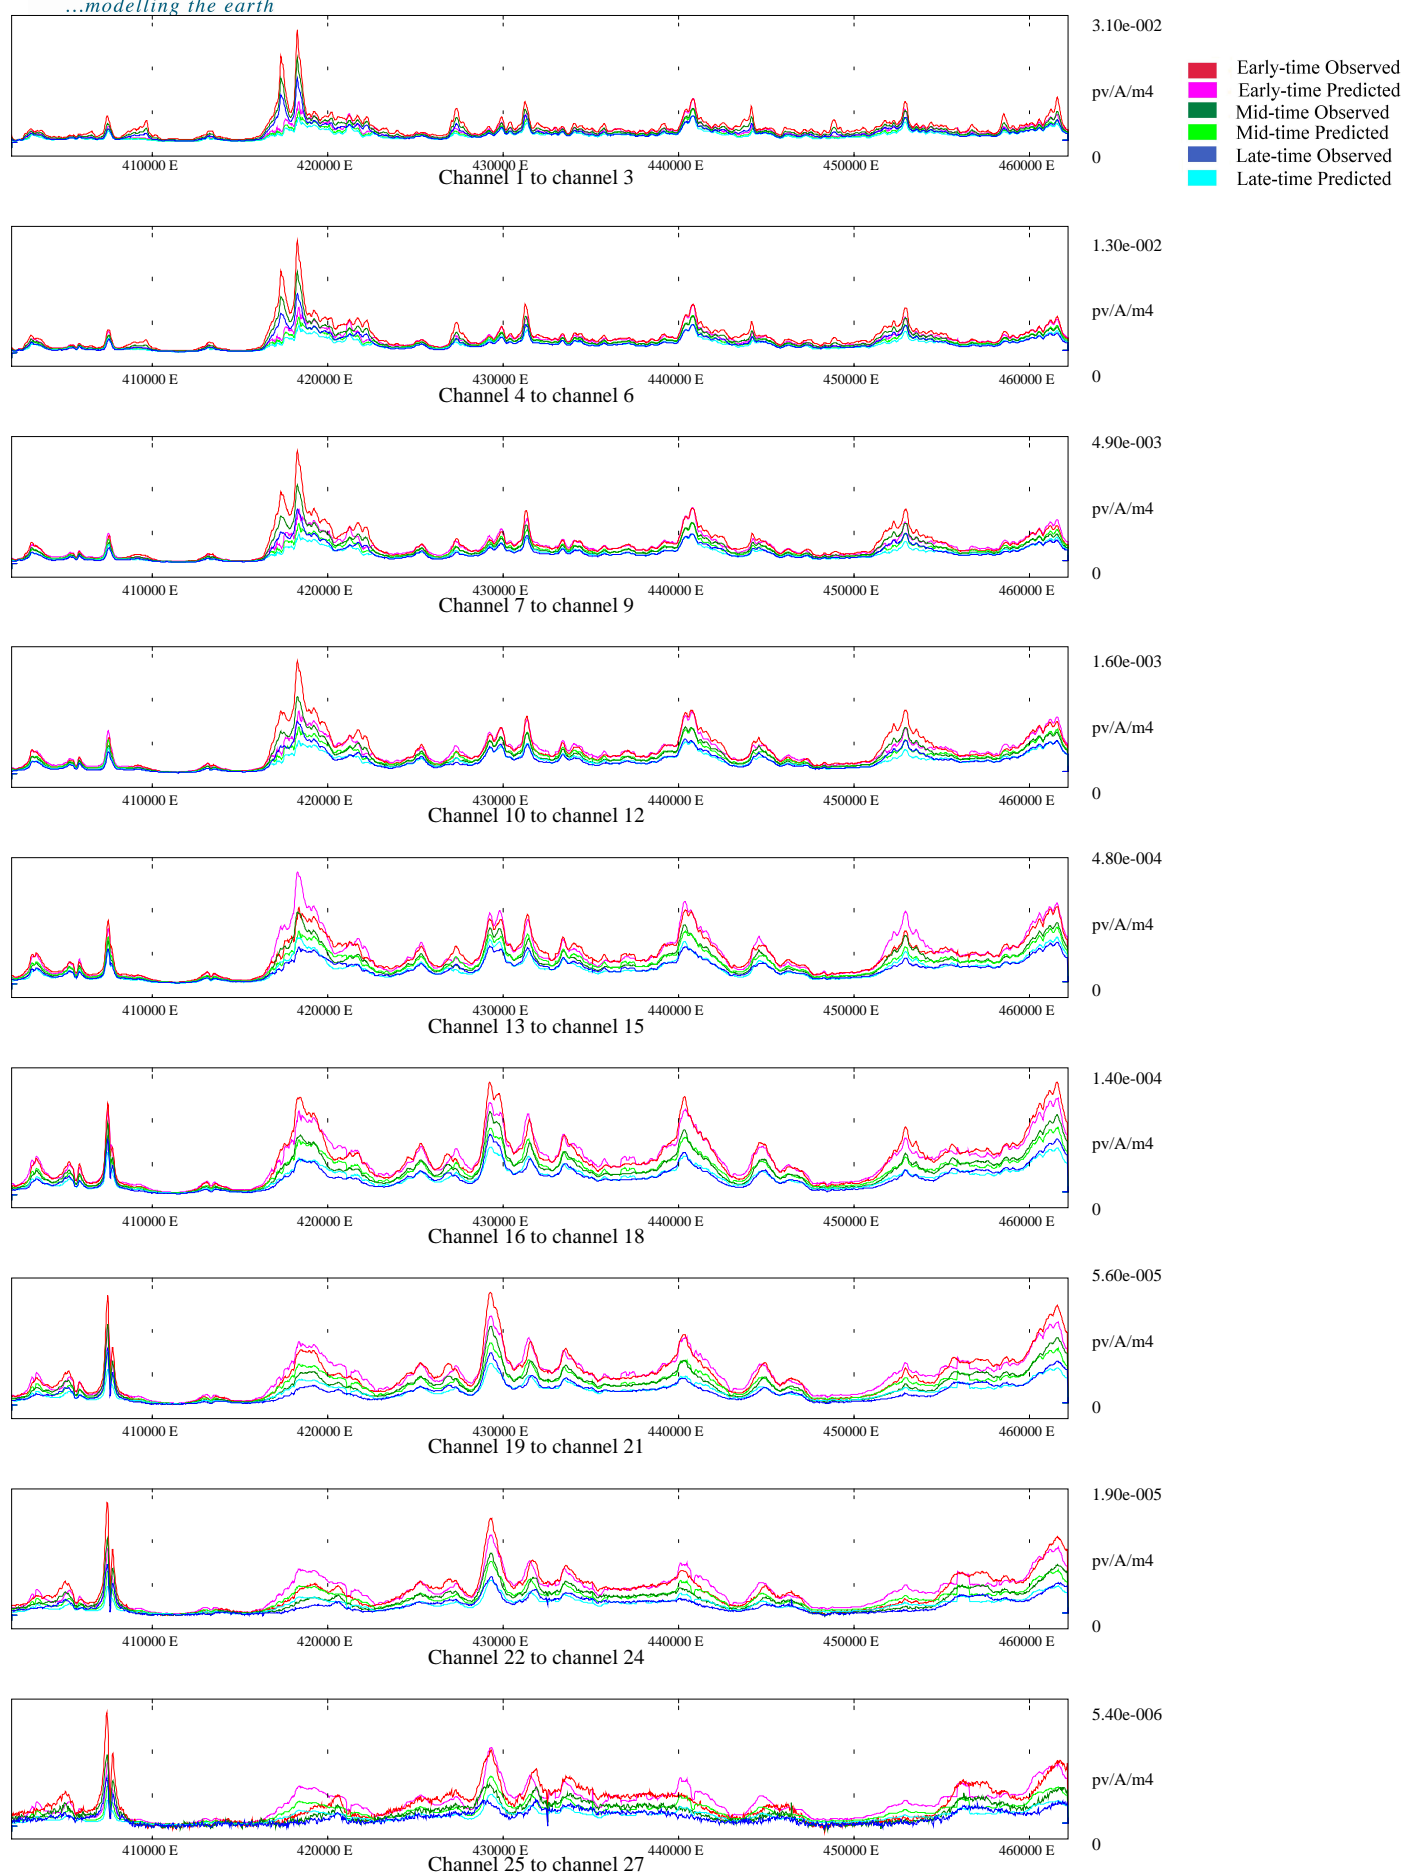 ...modelling the earth
3.10e-002
Early-time Observed
pv/A/m4
Early-time Predicted
Mid-time Observed
Mid-time Predicted
0
Late-time Observed
410000 E 420000 E 430000 E 440000 E 450000 E 460000 E
Channel 1 to channel 3
Late-time Predicted
1.30e-002
pv/A/m4
0
410000 E 420000 E 430000 E 440000 E 450000 E 460000 E
Channel 4 to channel 6
4.90e-003
pv/A/m4
0
410000 E 420000 E 430000 E 440000 E 450000 E 460000 E
Channel 7 to channel 9
1.60e-003
pv/A/m4
0
410000 E 420000 E 430000 E 440000 E 450000 E 460000 E
Channel 10 to channel 12
4.80e-004
pv/A/m4
0
410000 E 420000 E 430000 E 440000 E 450000 E 460000 E
Channel 13 to channel 15
1.40e-004
pv/A/m4
0
410000 E 420000 E 430000 E 440000 E 450000 E 460000 E
Channel 16 to channel 18
5.60e-005
pv/A/m4
0
410000 E 420000 E 430000 E 440000 E 450000 E 460000 E
Channel 19 to channel 21
1.90e-005
pv/A/m4
0
410000 E 420000 E 430000 E 440000 E 450000 E 460000 E
Channel 22 to channel 24
5.40e-006
pv/A/m4
0
410000 E 420000 E 430000 E 440000 E 450000 E 460000 E
Channel 25 to channel 27